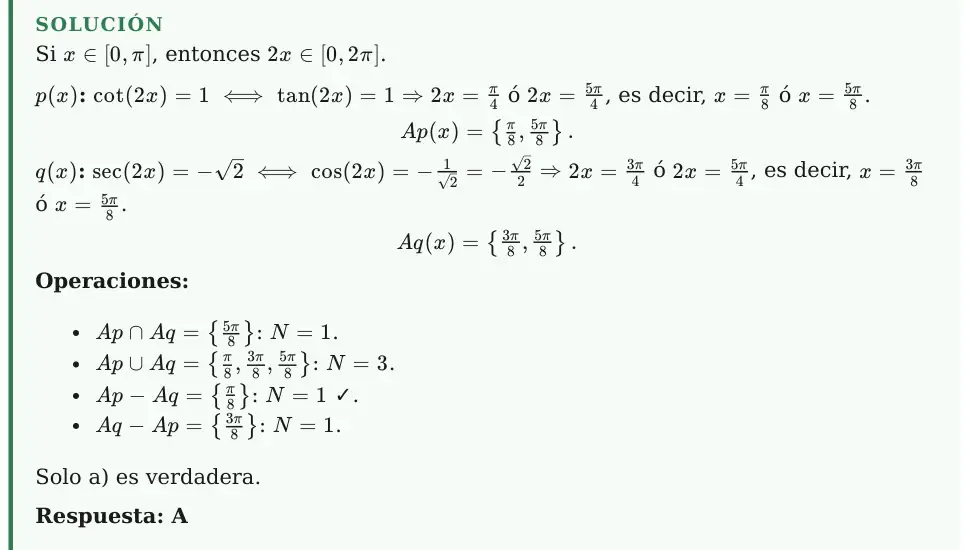 SOLUCIÓN
Si x ∈ [0, π], entonces 2x ∈ [0, 2π].
p(x): cot(2x) = 1 ⟺ tan(2x) = 1 ⇒ 2x = π/4 ó 2x = 5π/4, es decir, x = π/8 ó x = 5π/8.
Ap(x) = {π/8, 5π/8}.
q(x): sec(2x) = −√2 ⟺ cos(2x) = −1/√2 = −√2/2 ⇒ 2x = 3π/4 ó 2x = 5π/4, es decir, x = 3π/8
ó x = 5π/8.
Aq(x) = {3π/8, 5π/8}.
Operaciones:
• Ap ∩ Aq = {5π/8}: N = 1.
• Ap ∪ Aq = {π/8, 3π/8, 5π/8}: N = 3.
• Ap − Aq = {π/8}: N = 1 ✓.
• Aq − Ap = {3π/8}: N = 1.
Solo a) es verdadera.
Respuesta: A